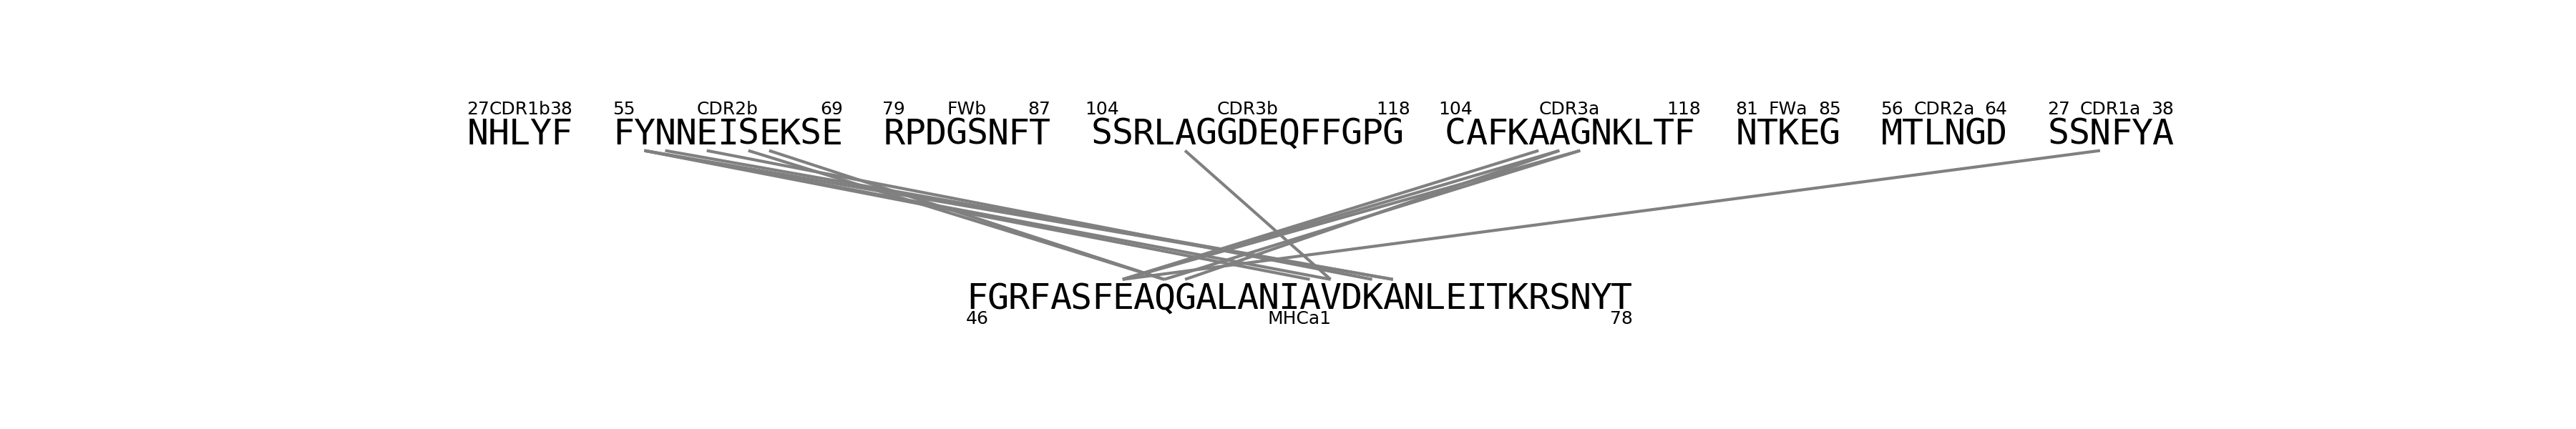 27CDR1b38 55 CDR2b 69 79 FWb 87 104 CDR3b 118 104 CDR3a 118 81 FWa 85 56 CDR2a 64 27 CDR1a 38
NHLYF FYNNEISEKSE RPDGSNFT SSRLAGGDEQFFGPG CAFKAAGNKLTF NTKEG MTLNGD SSNFYA
FGRFASFEAQGALANIAVDKANLEITKRSNYT
46 MHCa1 78